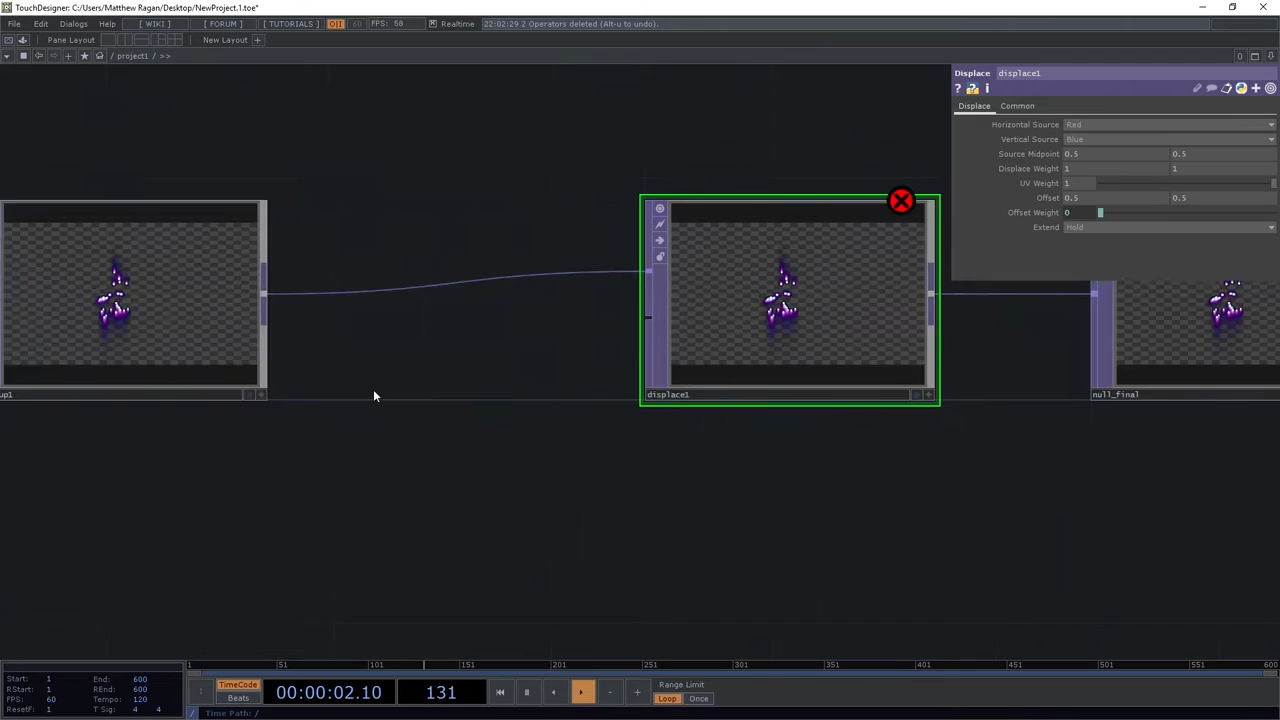 TouchDesigner: C:/Users/Matthew Ragan/Desktop/NewProject.1.toe*
File Edit Dialogs Help [ WIKI ] [ FORUM ] [ TUTORIALS ] O|I 60 FPS: 58 Realtime 22:02:29 2 Operators deleted (Alt-u to undo).
Pane Layout New Layout +
/ project1 / >>
0
Displace displace1
? ? i
Displace Common
Horizontal Source Red
Vertical Source Blue
Source Midpoint 0.5 0.5
Displace Weight 1 1
UV Weight 1
Offset 0.5 0.5
Offset Weight 0
Extend Hold
up1
displace1
null_final
1 51 101 151 201 251 301 351 401 451 501 551 600
Start: 1 End: 600
RStart: 1 REnd: 600
FPS: 60 Tempo: 120
ResetF: 1 T Sig: 4 4
1
TimeCode
Beats
00:00:02.10 131
- +
Range Limit
Loop Once
/ Time Path: /